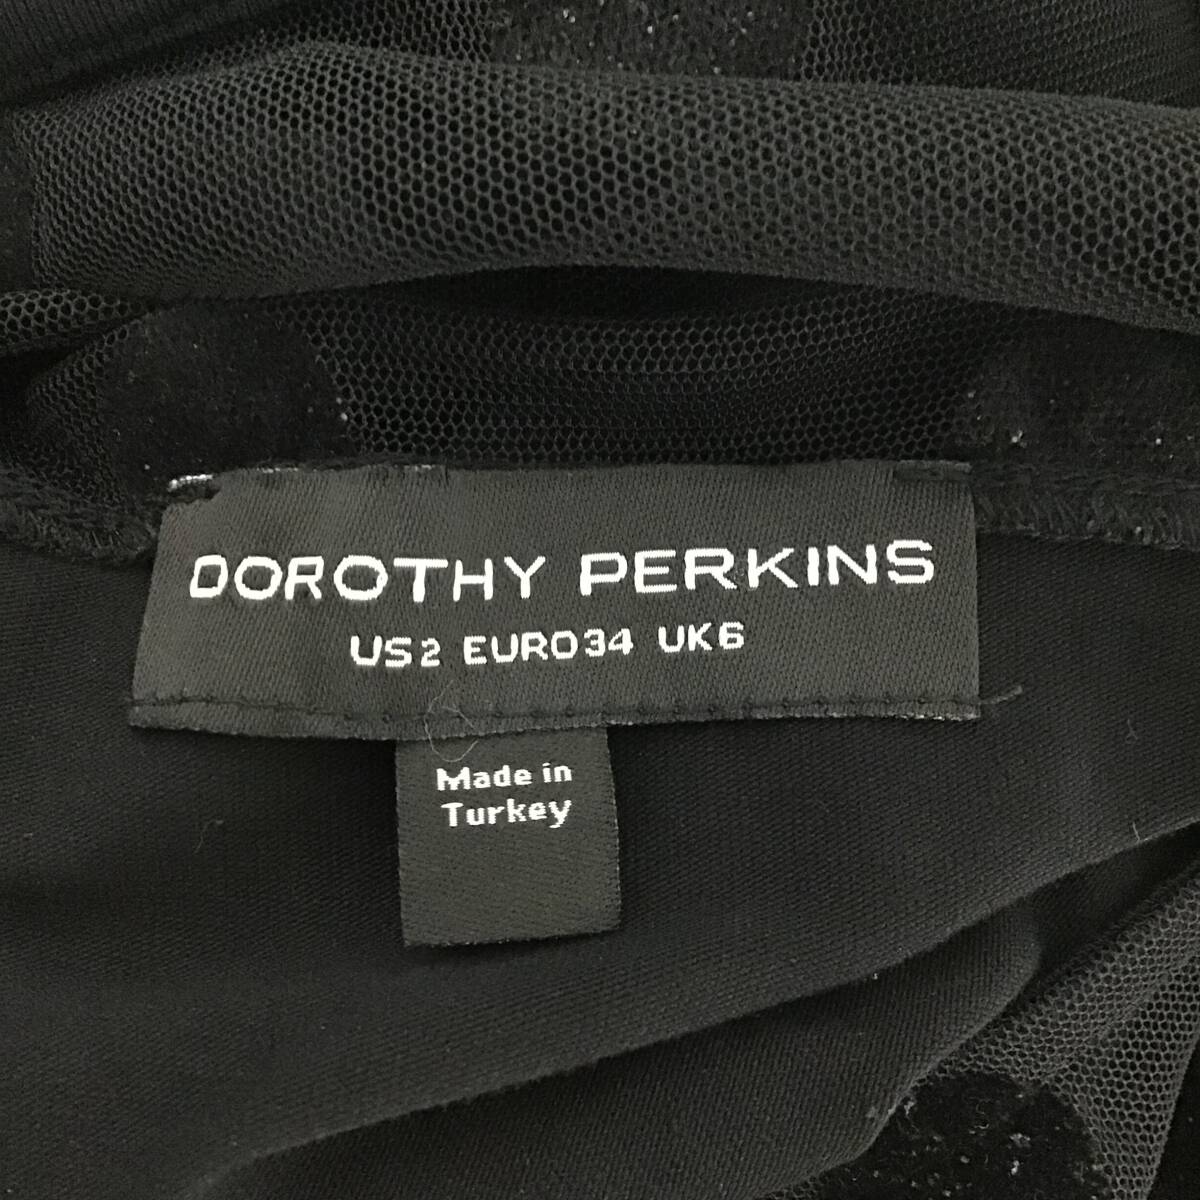 DOROTHY PERKINS
US2 EURO34 UK6
Made in
Turkey